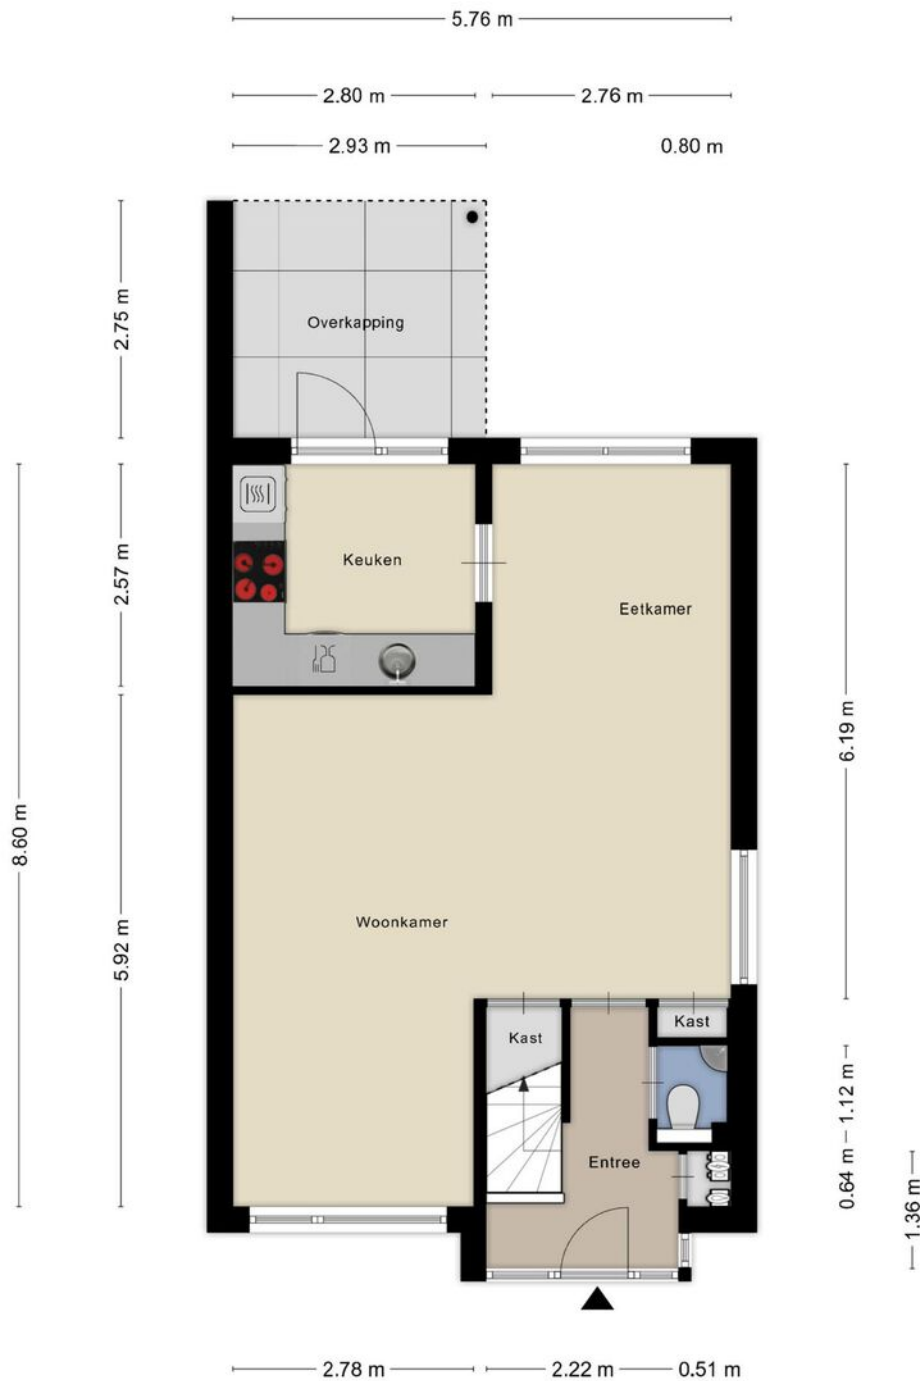 5.76 m
2.80 m
2.76 m
2.93 m
0.80 m
2.75 m
Overkapping
2.57 m
Keuken
Eetkamer
6.19 m
8.60 m
5.92 m
Woonkamer
Kast
Kast
1.12 m
Entree
0.64 m
1.36 m
2.78 m
2.22 m
0.51 m